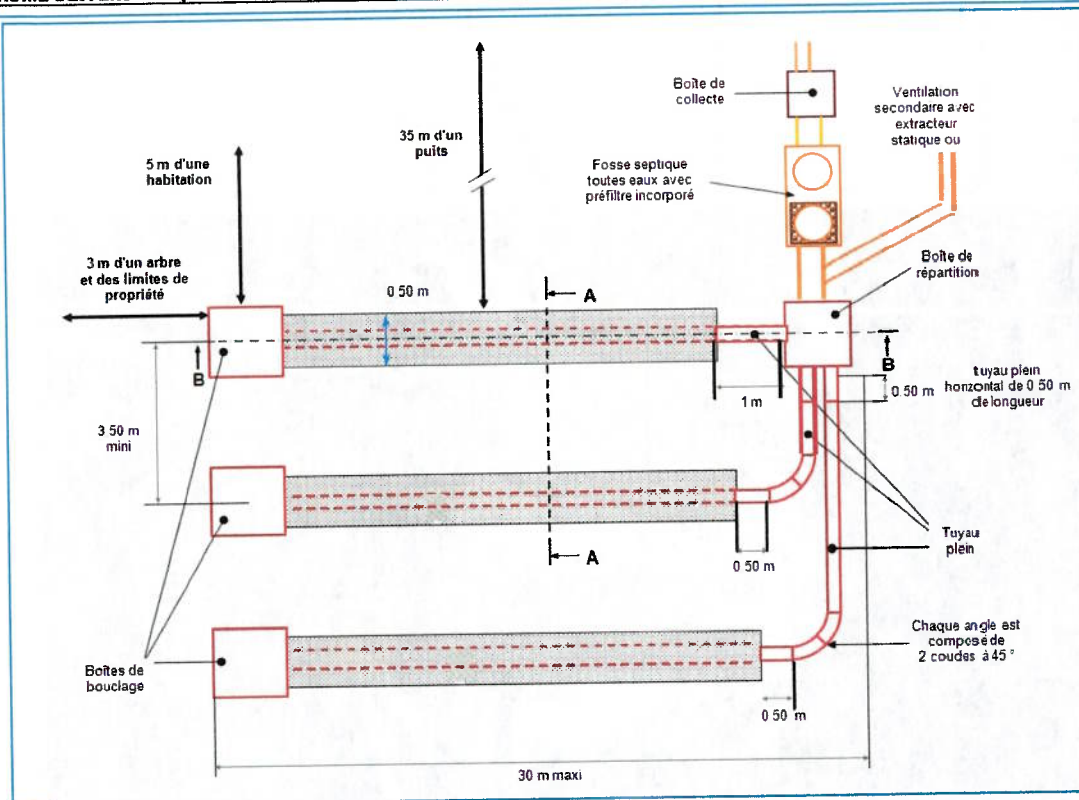 Boîte de
collecte
Ventilation
secondaire avec
extracteur
statique ou
35 m d'un
puits
5 m d'une
habitation
Fosse septique
toutes eaux avec
préfiltre incorporé
3 m d'un arbre
et des limites de
propriété
Boîte de
répartition
0 50 m
A
B
B
1 m
0 50 m
tuyau plein
horizontal de 0 50 m
de longueur
3 50 m
mini
A
0 50 m
Tuyau
plein
Chaque angle est
composé de
2 coudes à 45°
Boîtes de
bouclage
0 50 m
30 m maxi